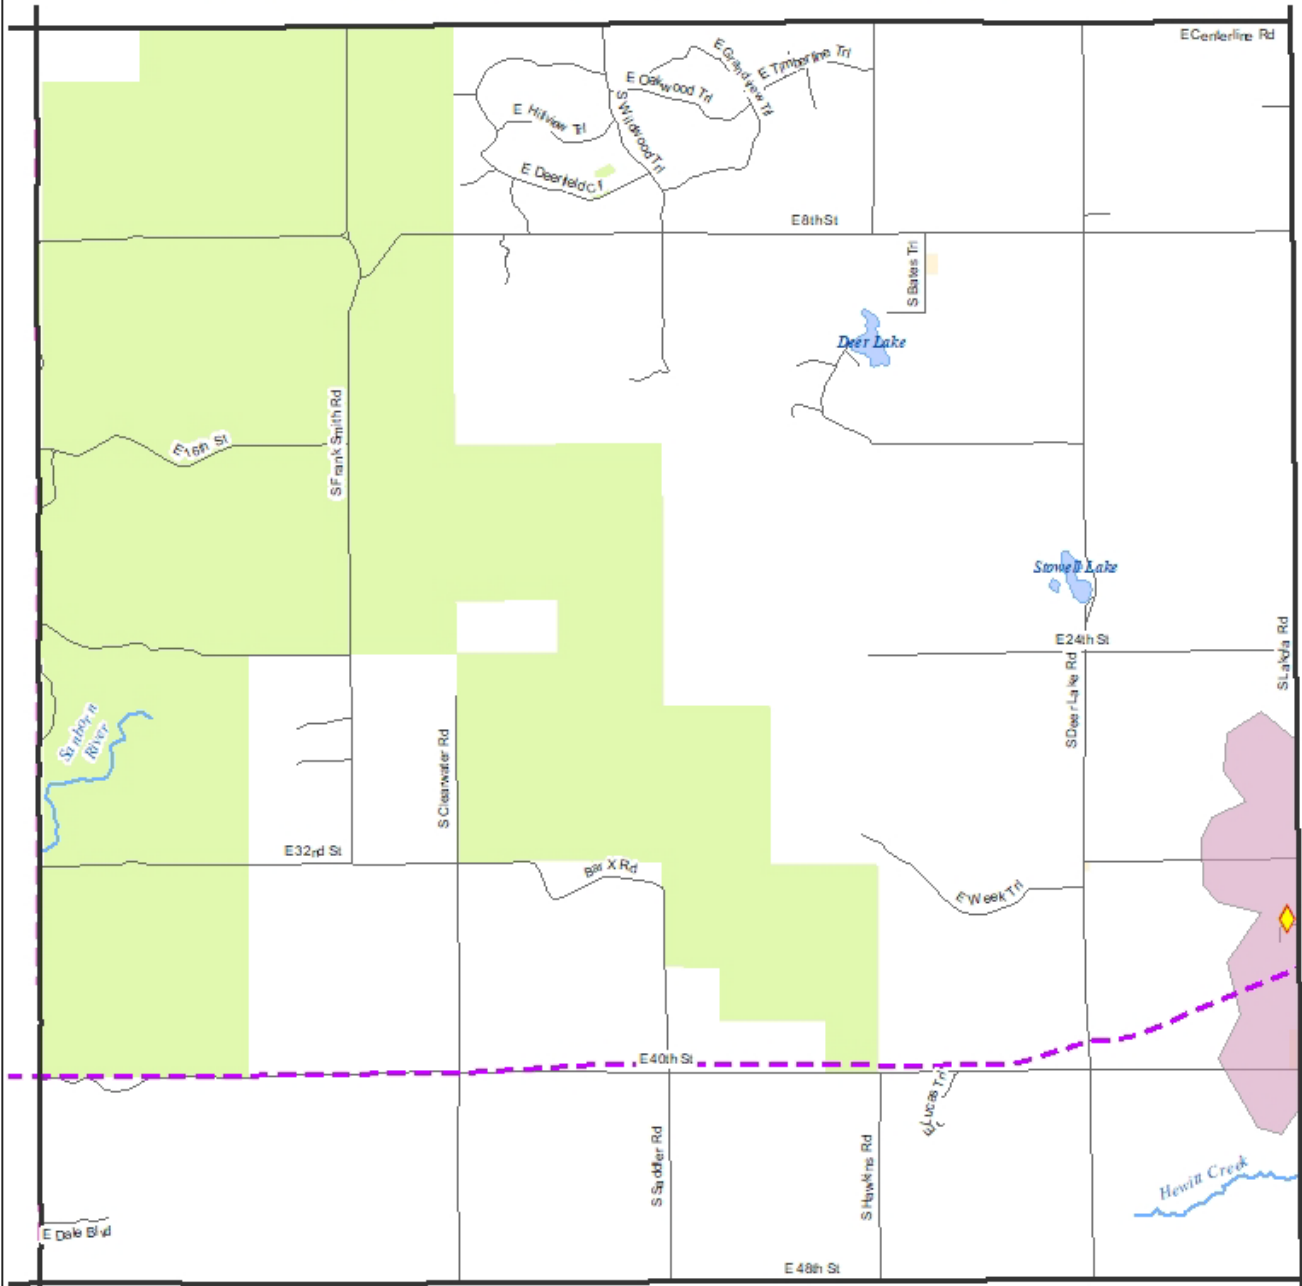 E Centerline Rd
E Grandview Trl
E Timberline Trl
E Oakwood Trl
E Hillview Trl
S Wildwood Trl
E Deerfield Ct
E 8th St
S Bates Trl
Deer Lake
S Frank Smith Rd
E 16th St
Stowell Lake
E 24th St
S Lakola Rd
S Deer Lake Rd
Sanborn
River
S Clearwater Rd
E 32nd St
Bar X Rd
E Week Trl
E 40th St
E Lucas Trl
S Saddler Rd
S Hawkins Rd
Hewitt Creek
E Dale Blvd
E 48th St